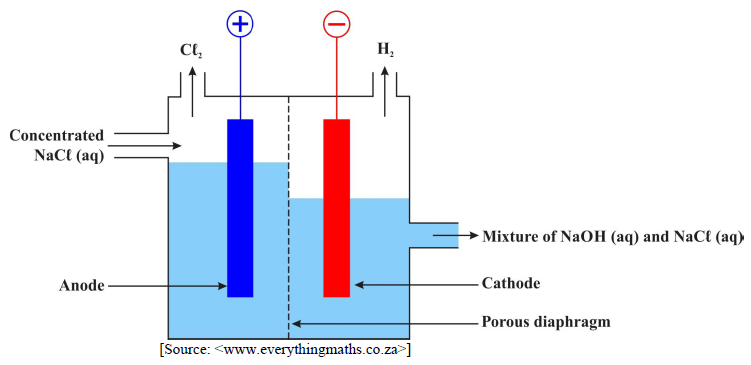 +
−
Cℓ₂
H₂
Concentrated
NaCℓ (aq)
Mixture of NaOH (aq) and NaCℓ (aq)
Anode
Cathode
Porous diaphragm
[Source: <www.everythingmaths.co.za>]